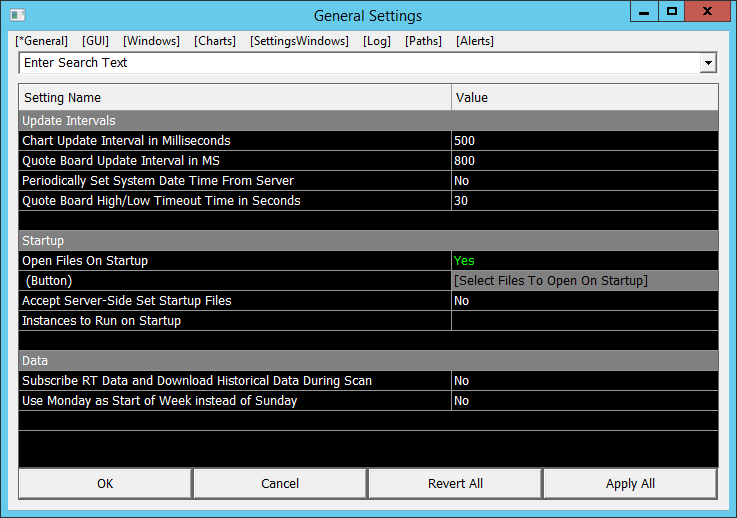 General Settings
[*General] [GUI] [Windows] [Charts] [SettingsWindows] [Log] [Paths] [Alerts]
Enter Search Text
Setting Name Value
Update Intervals
Chart Update Interval in Milliseconds 500
Quote Board Update Interval in MS 800
Periodically Set System Date Time From Server No
Quote Board High/Low Timeout Time in Seconds 30
Startup
Open Files On Startup Yes
(Button) [Select Files To Open On Startup]
Accept Server-Side Set Startup Files No
Instances to Run on Startup
Data
Subscribe RT Data and Download Historical Data During Scan No
Use Monday as Start of Week instead of Sunday No
OK Cancel Revert All Apply All